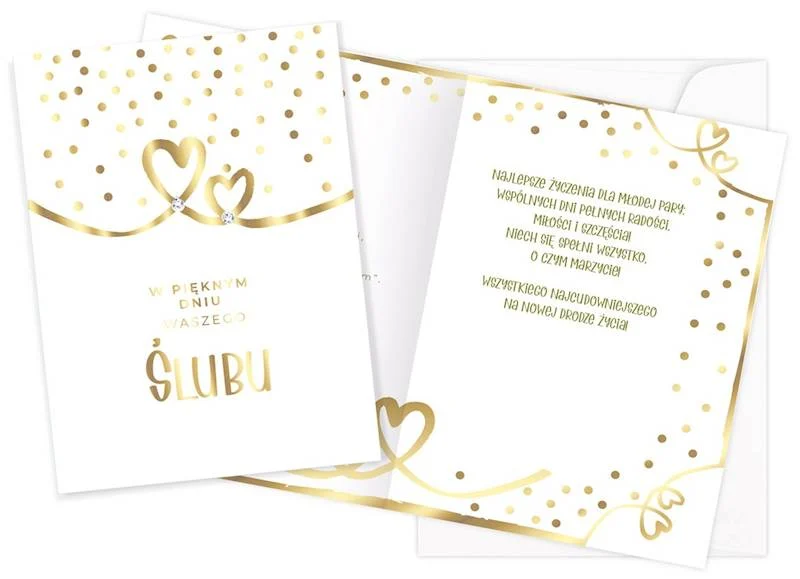 W PIĘKNYM
DNIU
WASZEGO
ŚLUBU
NAJLEPSZE ŻYCZENIA DLA MŁODEJ PARY:
WSPÓLNYCH DNI PEŁNYCH RADOŚCI,
MIŁOŚCI I SZCZĘŚCIA!
NIECH SIĘ SPEŁNI WSZYSTKO,
O CZYM MARZYCIE!
WSZYSTKIEGO NAJCUDOWNIEJSZEGO
NA NOWEJ DRODZE ŻYCIA!